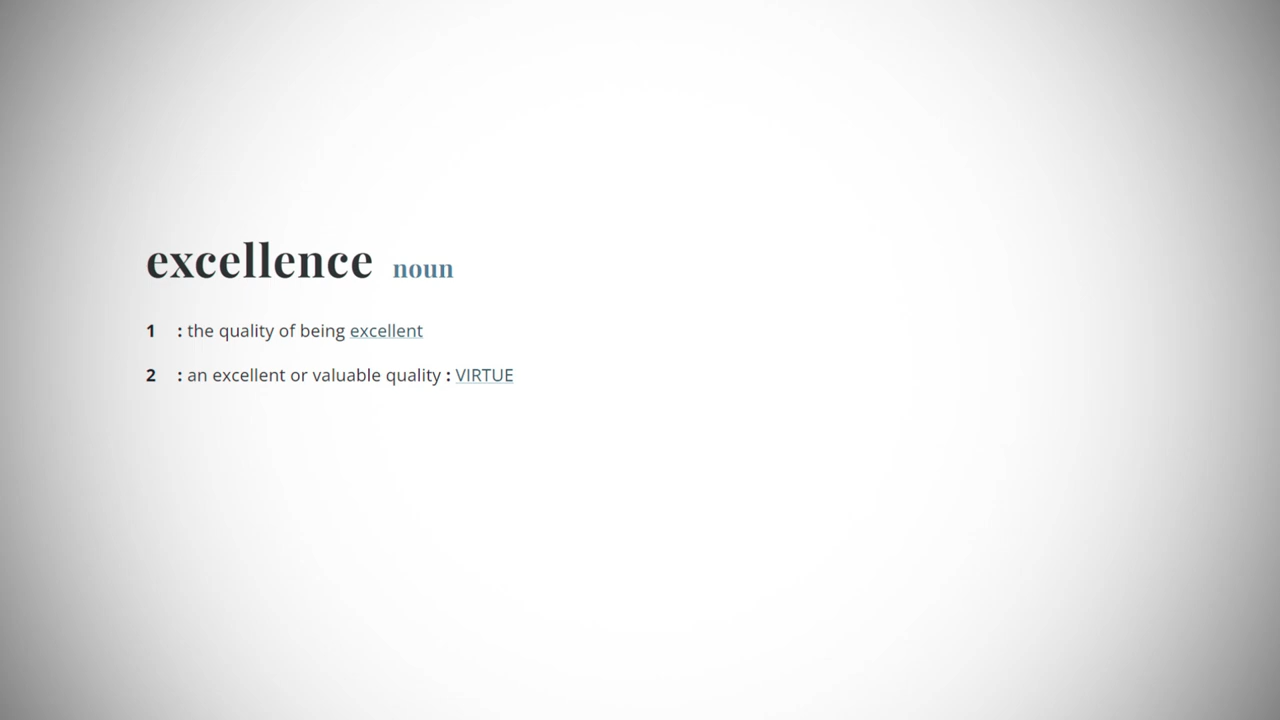 excellence noun
1 : the quality of being excellent
2 : an excellent or valuable quality : VIRTUE